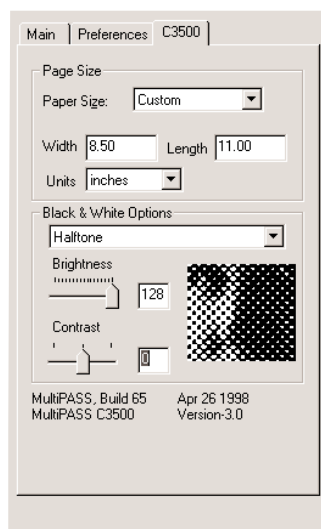 Main Preferences C3500
Page Size
Paper Size: Custom
Width 8.50 Length 11.00
Units inches
Black & White Options
Halftone
Brightness
128
Contrast
0
MultiPASS, Build 65 Apr 26 1998
MultiPASS C3500 Version-3.0